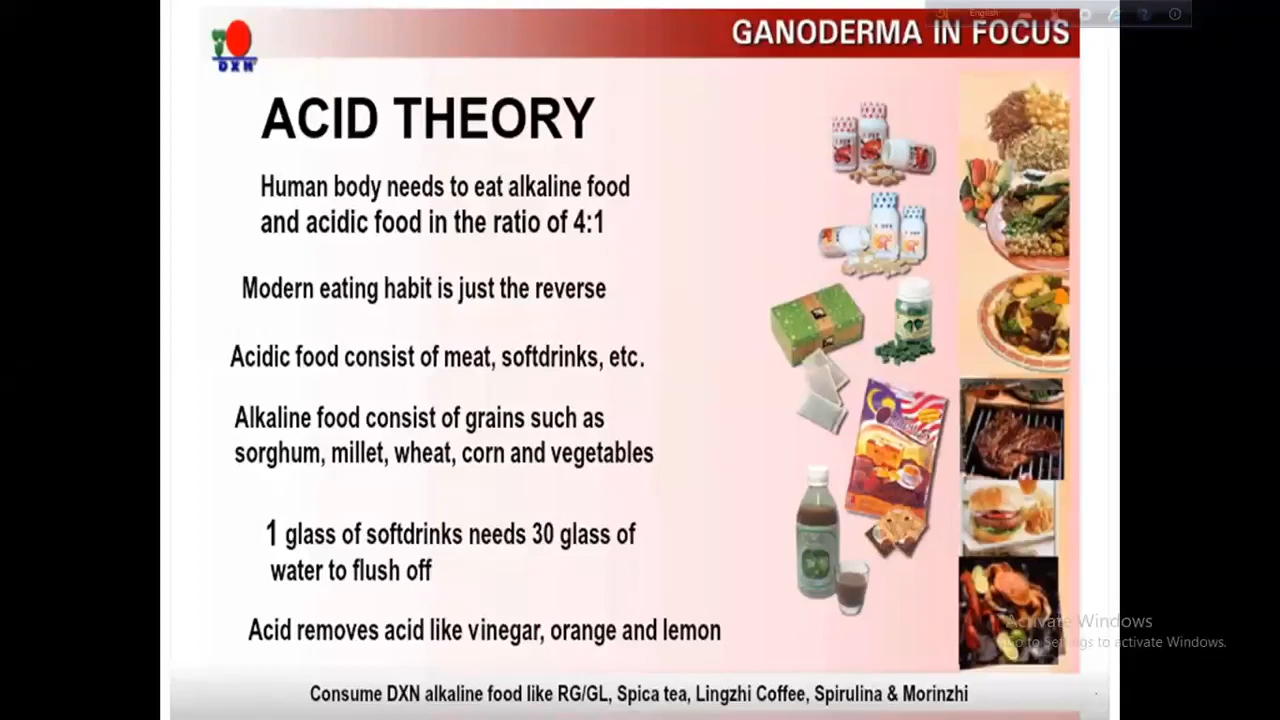 English
GANODERMA IN FOCUS
DXN
ACID THEORY
Human body needs to eat alkaline food
and acidic food in the ratio of 4:1
Modern eating habit is just the reverse
Acidic food consist of meat, softdrinks, etc.
Alkaline food consist of grains such as
sorghum, millet, wheat, corn and vegetables
1 glass of softdrinks needs 30 glass of
water to flush off
Acid removes acid like vinegar, orange and lemon
Activate Windows
Go to Settings to activate Windows.
Consume DXN alkaline food like RG/GL, Spica tea, Lingzhi Coffee, Spirulina & Morinzhi